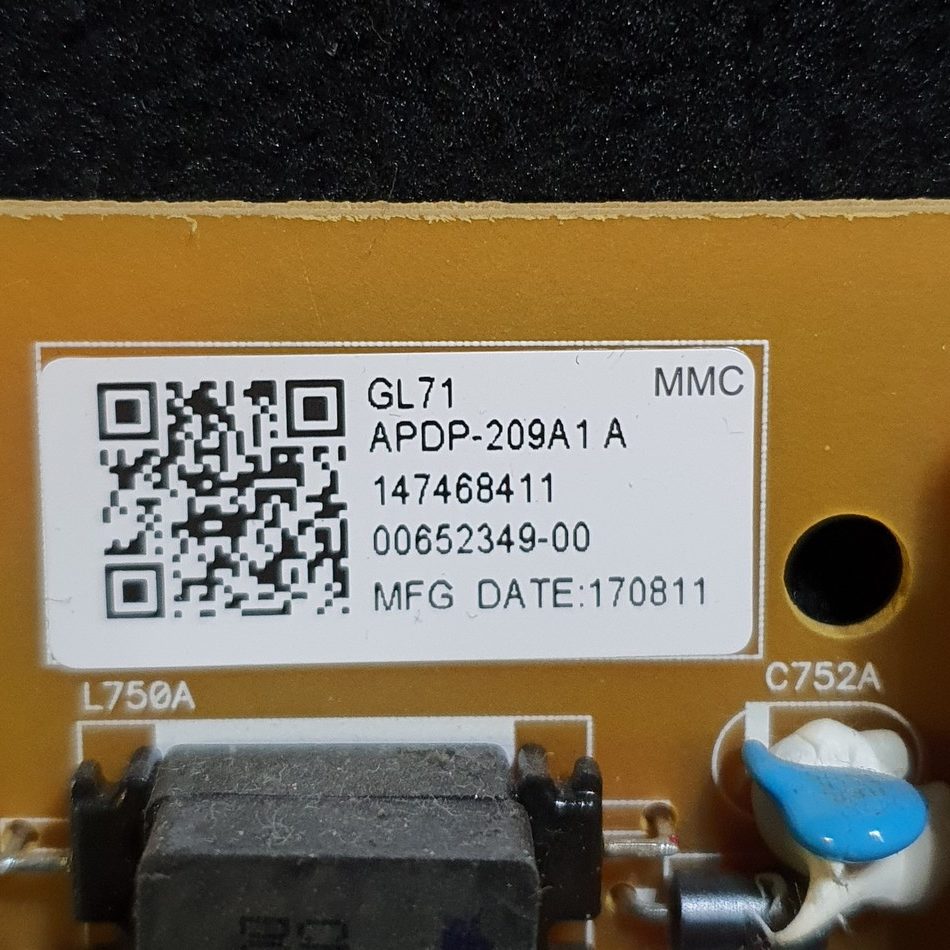 GL71
MMC
APDP-209A1 A
147468411
00652349-00
MFG DATE:170811
L750A
C752A